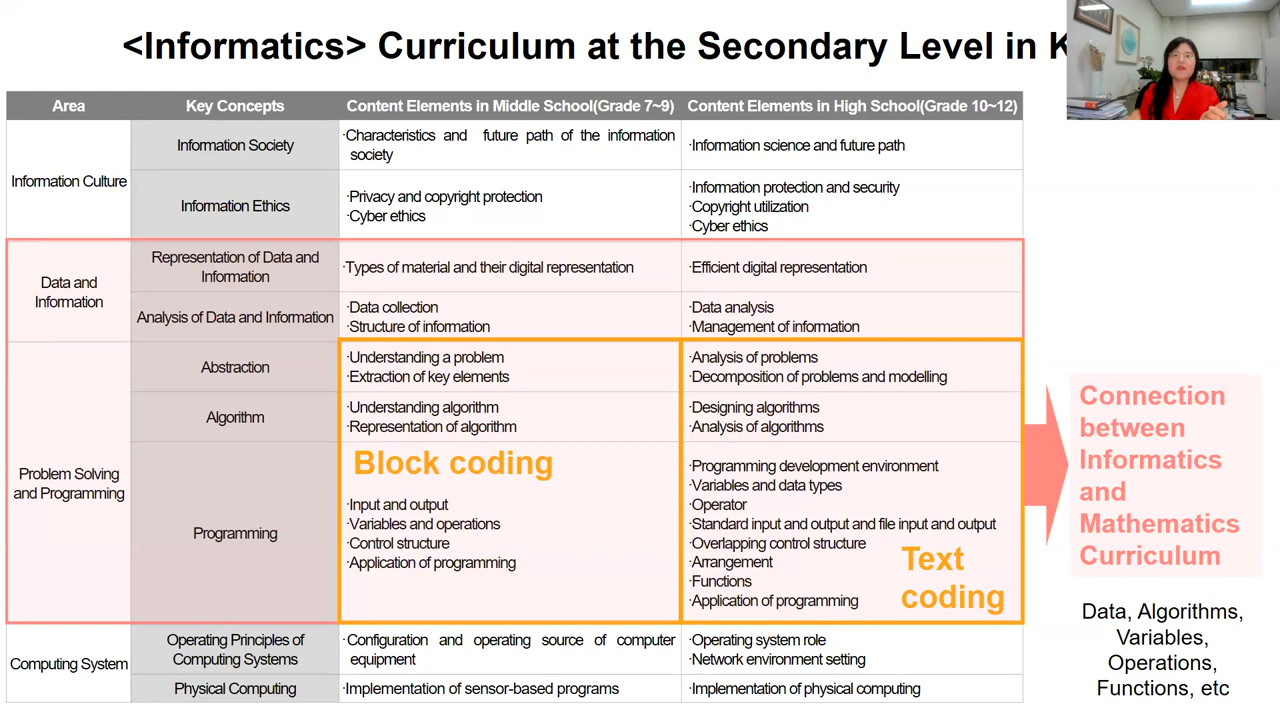 <Informatics> Curriculum at the Secondary Level in K
Area Key Concepts Content Elements in Middle School(Grade 7~9) Content Elements in High School(Grade 10~12)
Information Culture
Information Society
·Characteristics and future path of the information
society
·Information science and future path
Information Ethics
·Privacy and copyright protection
·Cyber ethics
·Information protection and security
·Copyright utilization
·Cyber ethics
Data and
Information
Representation of Data and
Information
·Types of material and their digital representation
·Efficient digital representation
Analysis of Data and Information
·Data collection
·Structure of information
·Data analysis
·Management of information
Problem Solving
and Programming
Abstraction
·Understanding a problem
·Extraction of key elements
·Analysis of problems
·Decomposition of problems and modelling
Algorithm
·Understanding algorithm
·Representation of algorithm
·Designing algorithms
·Analysis of algorithms
Programming
Block coding
·Input and output
·Variables and operations
·Control structure
·Application of programming
·Programming development environment
·Variables and data types
·Operator
·Standard input and output and file input and output
·Overlapping control structure
·Arrangement
·Functions
·Application of programming
Text
coding
Computing System
Operating Principles of
Computing Systems
·Configuration and operating source of computer
equipment
·Operating system role
·Network environment setting
Physical Computing
·Implementation of sensor-based programs
·Implementation of physical computing
Connection
between
Informatics
and
Mathematics
Curriculum
Data, Algorithms,
Variables,
Operations,
Functions, etc